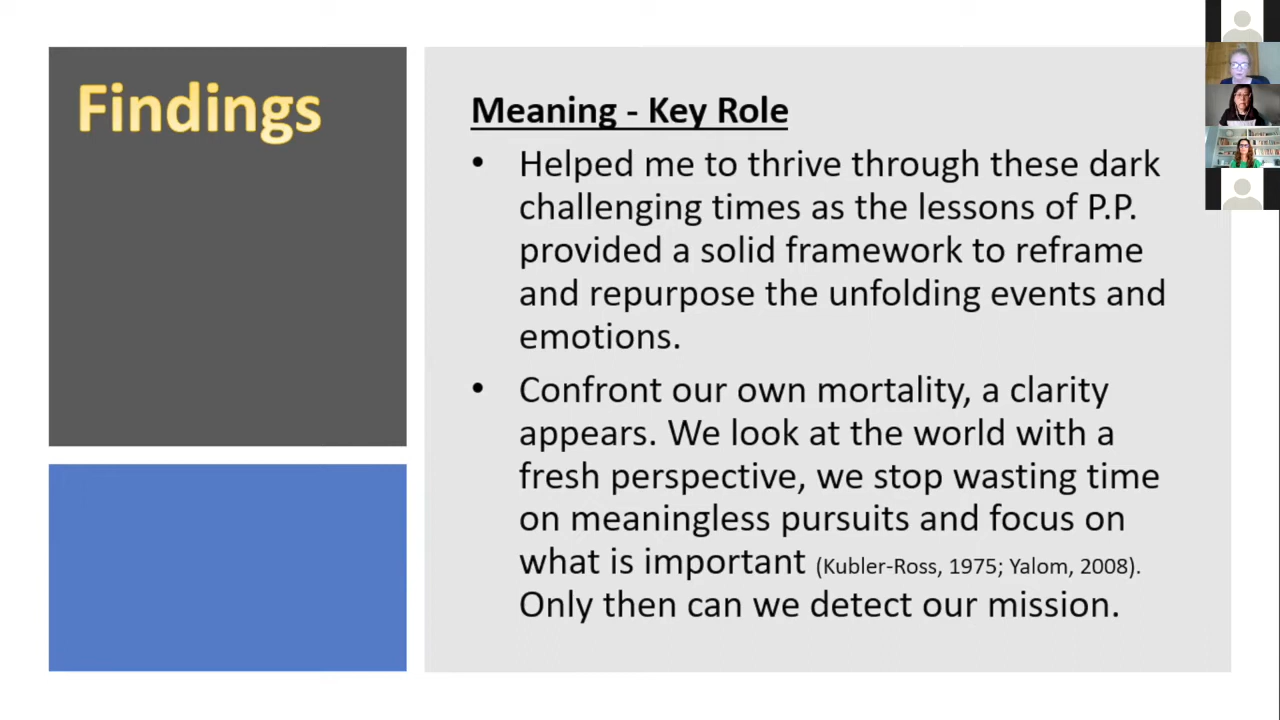 Findings
Meaning - Key Role
• Helped me to thrive through these dark
challenging times as the lessons of P.P.
provided a solid framework to reframe
and repurpose the unfolding events and
emotions.
• Confront our own mortality, a clarity
appears. We look at the world with a
fresh perspective, we stop wasting time
on meaningless pursuits and focus on
what is important (Kubler-Ross, 1975; Yalom, 2008).
Only then can we detect our mission.